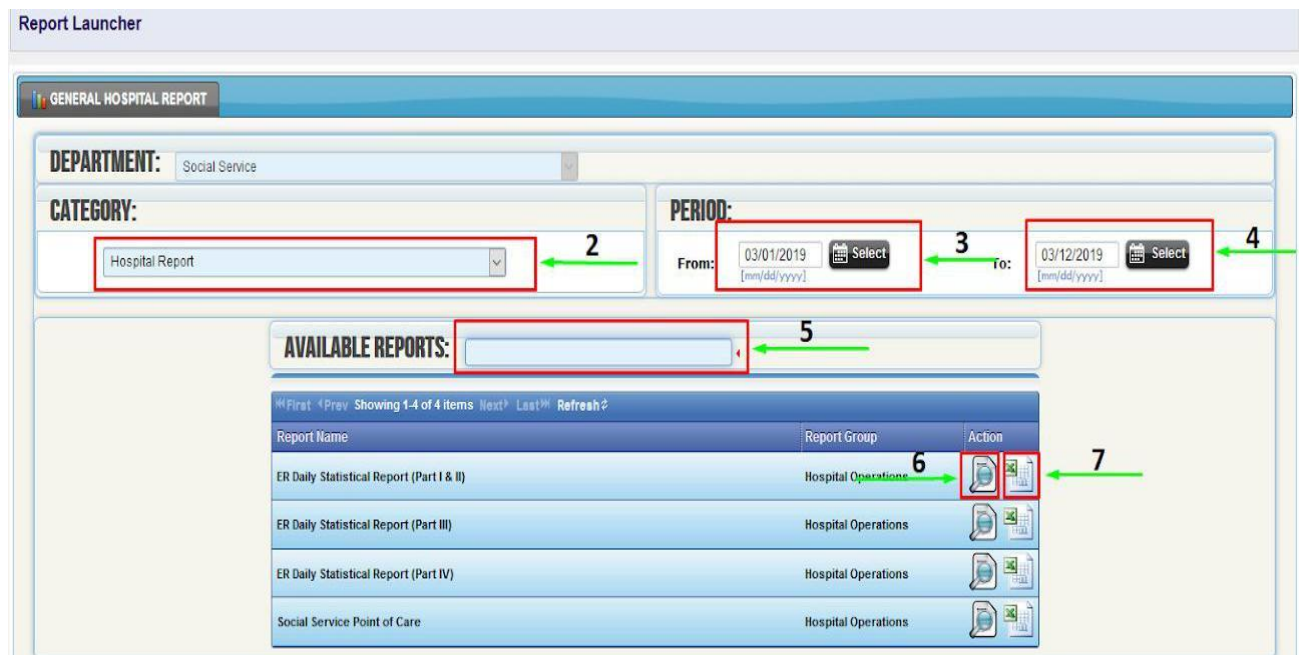 Report Launcher
GENERAL HOSPITAL REPORT
DEPARTMENT: Social Service
CATEGORY:
Hospital Report
2
PERIOD:
From: 03/01/2019 Select
[mm/dd/yyyy]
3
To: 03/12/2019 Select
[mm/dd/yyyy]
4
AVAILABLE REPORTS:
5
First Prev Showing 1-4 of 4 items Next Last Refresh
Report Name Report Group Action
ER Daily Statistical Report (Part I & II) Hospital Operations 6 7
ER Daily Statistical Report (Part III) Hospital Operations
ER Daily Statistical Report (Part IV) Hospital Operations
Social Service Point of Care Hospital Operations